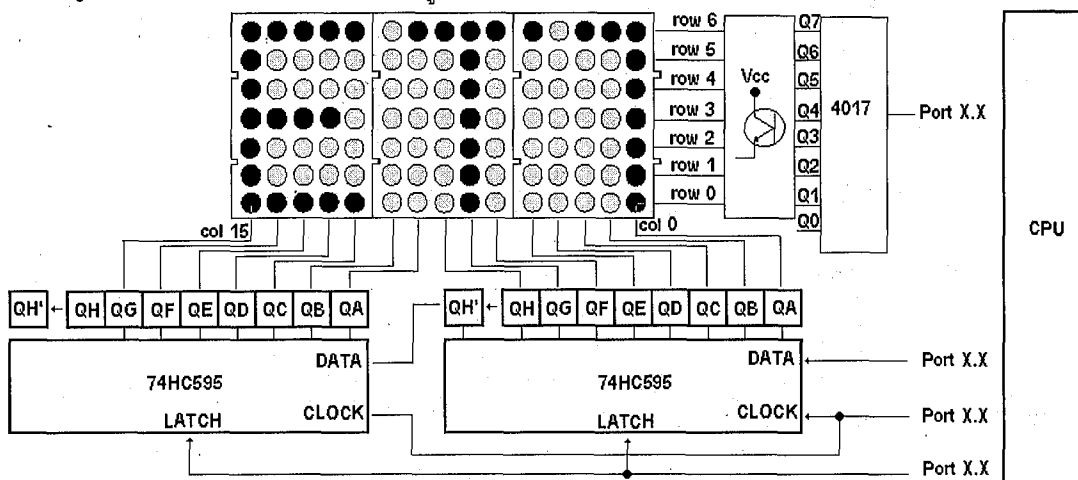 row 6
row 5
row 4
row 3
row 2
row 1
row 0
Vcc
Q7
Q6
Q5
Q4
Q3
Q2
Q1
Q0
4017
Port X.X
CPU
col 15
col 0
QH' QH QG QF QE QD QC QB QA
QH' QH QG QF QE QD QC QB QA
DATA
74HC595
CLOCK
LATCH
DATA
74HC595
CLOCK
LATCH
Port X.X
Port X.X
Port X.X